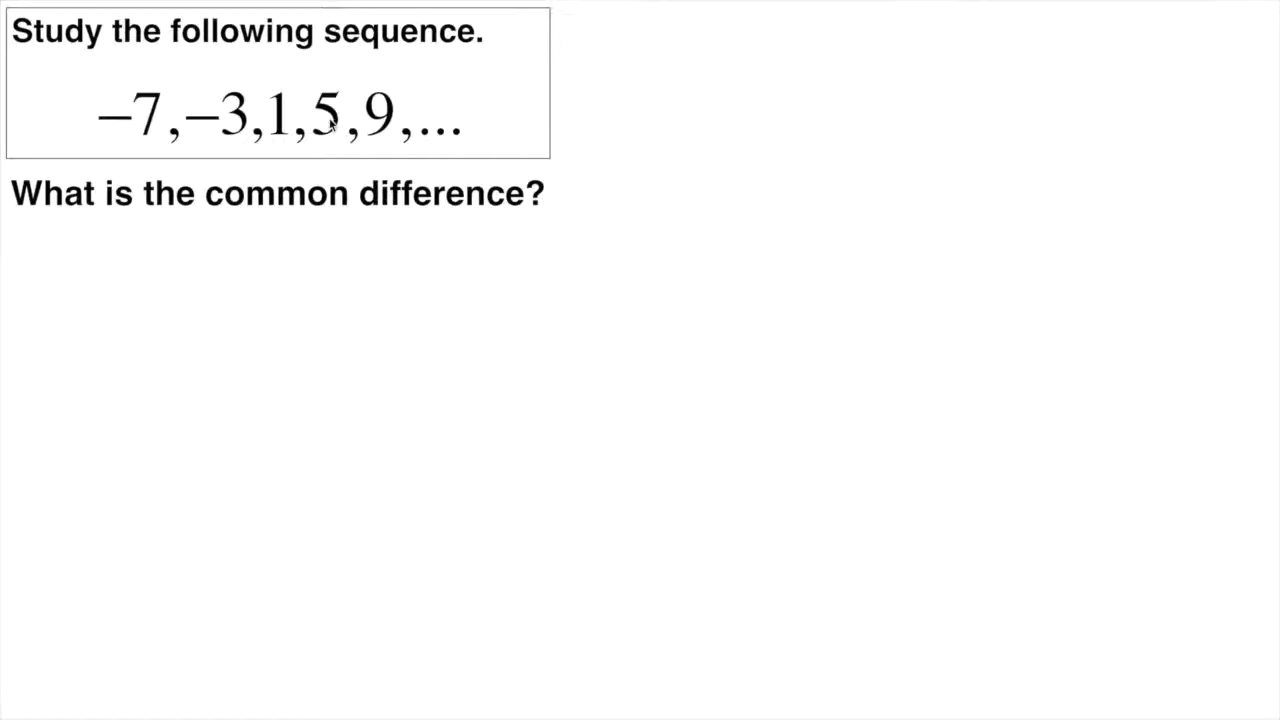 Study the following sequence.
–7,–3,1,5,9,...
What is the common difference?